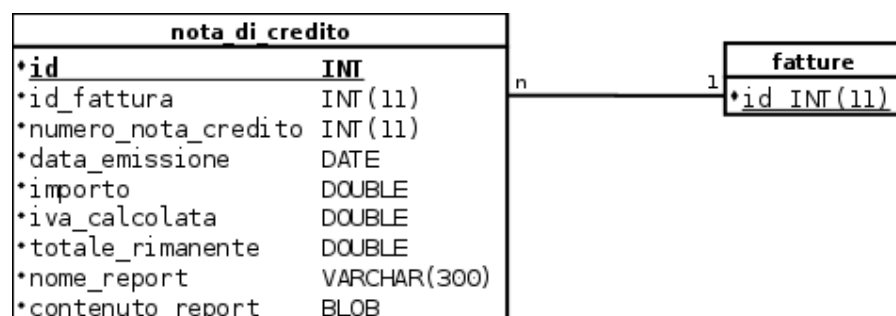 nota_di_credito
*id INT
*id_fattura INT(11)
*numero_nota_credito INT(11)
*data_emissione DATE
*importo DOUBLE
*iva_calcolata DOUBLE
*totale_rimanente DOUBLE
*nome_report VARCHAR(300)
*contenuto_report BLOB
n
1
fatture
*id INT(11)